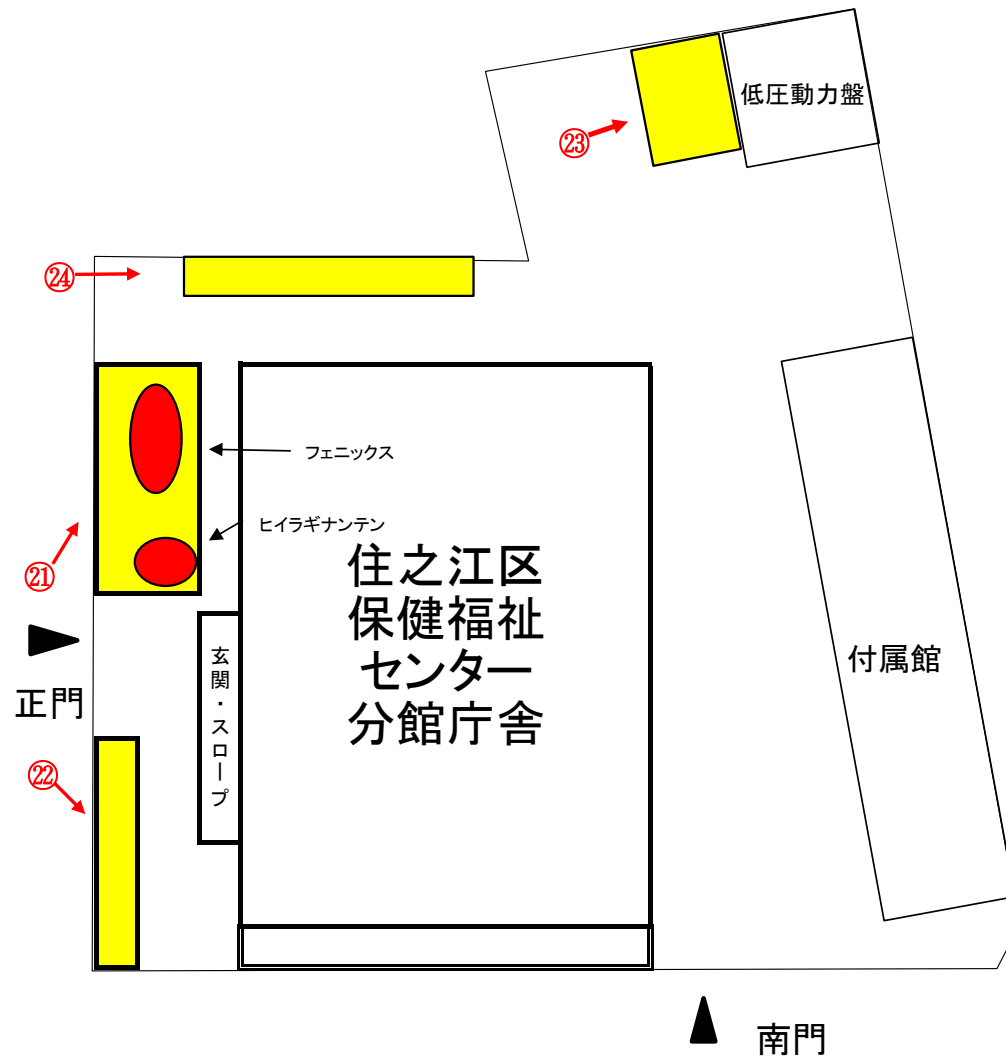 低圧動力盤
㉓
㉔
フェニックス
ヒイラギナンテン
㉑
住之江区
保健福祉
センター
分館庁舎
玄関・スロープ
付属館
正門
㉒
南門